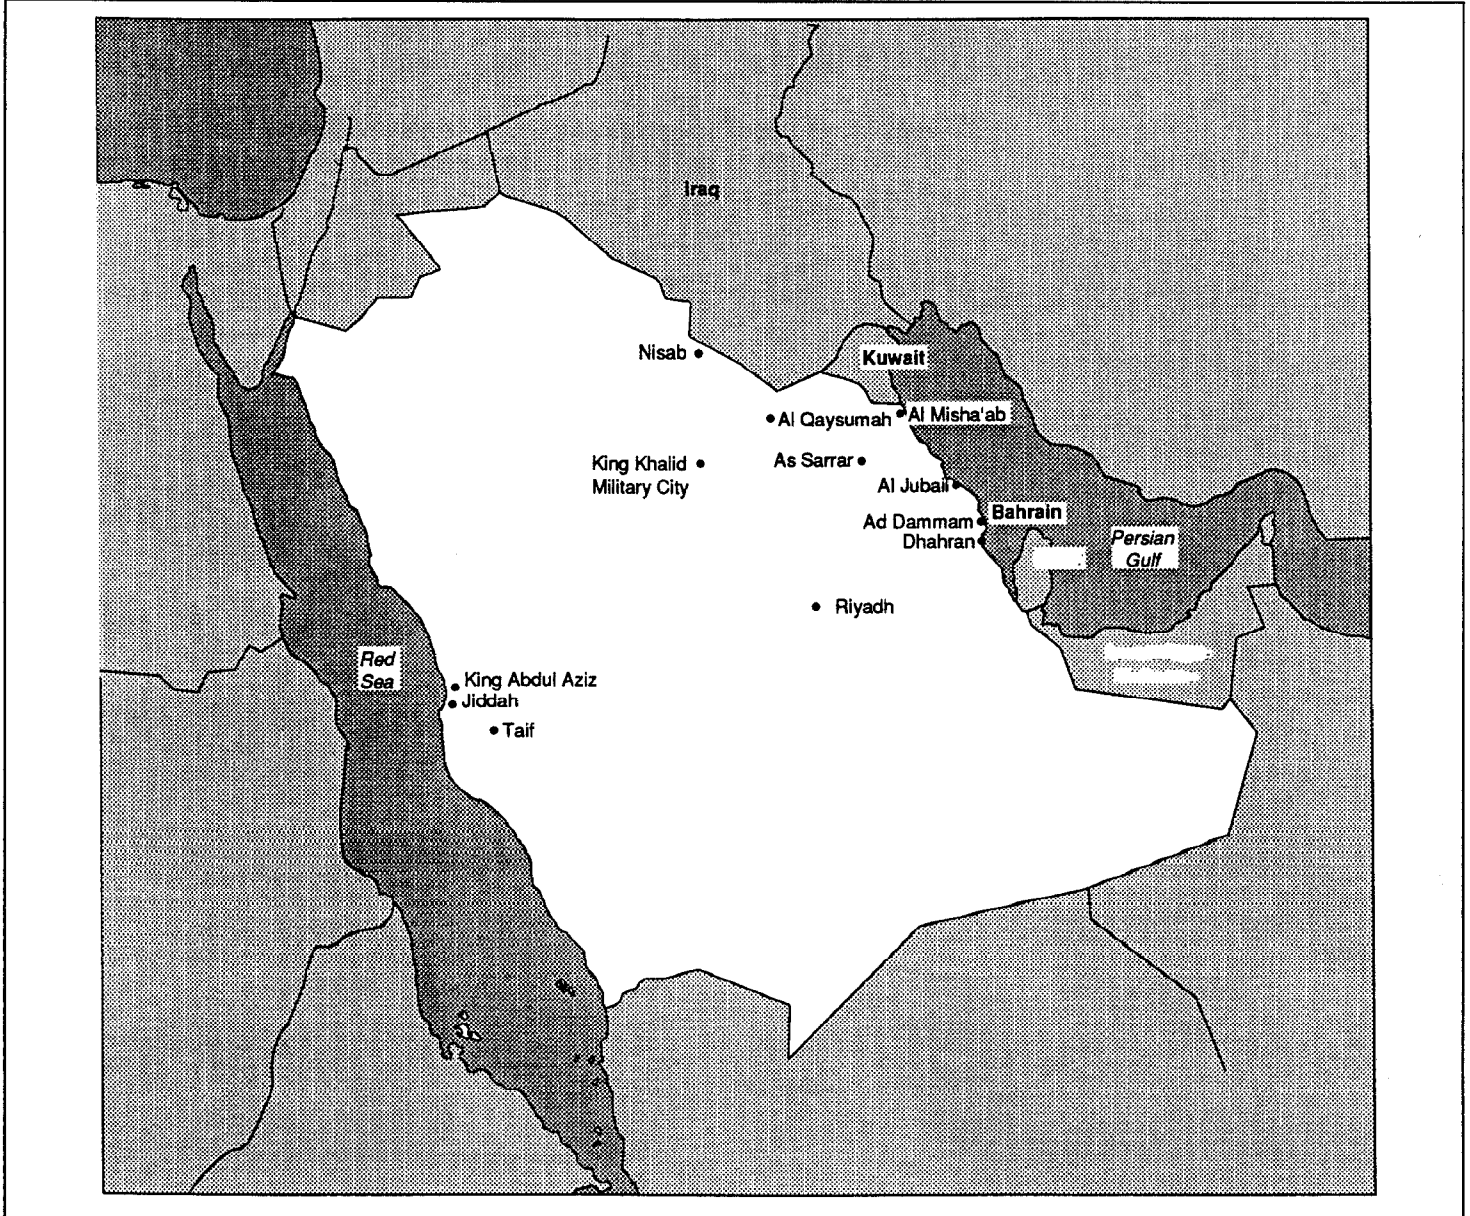 Iraq
Nisab
Kuwait
Al Qaysumah
Al Misha'ab
King Khalid
Military City
As Sarrar
Al Jubail
Bahrain
Ad Dammam
Dhahran
Persian
Gulf
Riyadh
Red
Sea
King Abdul Aziz
Jiddah
Taif